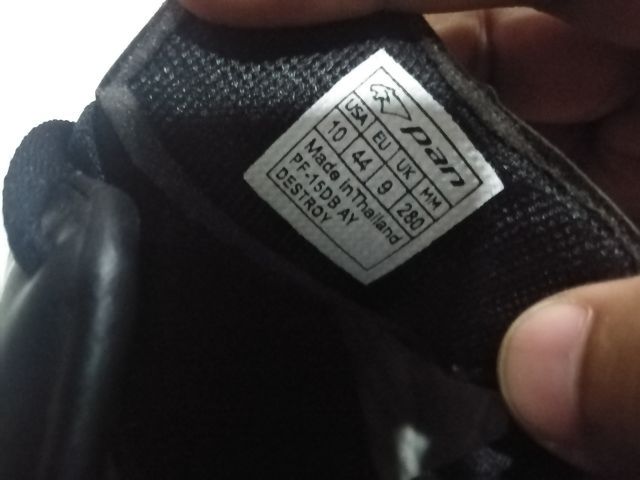 pan
USA EU UK MM
10 44 9 280
Made in Thailand
PF-15DB AY
DESTROY